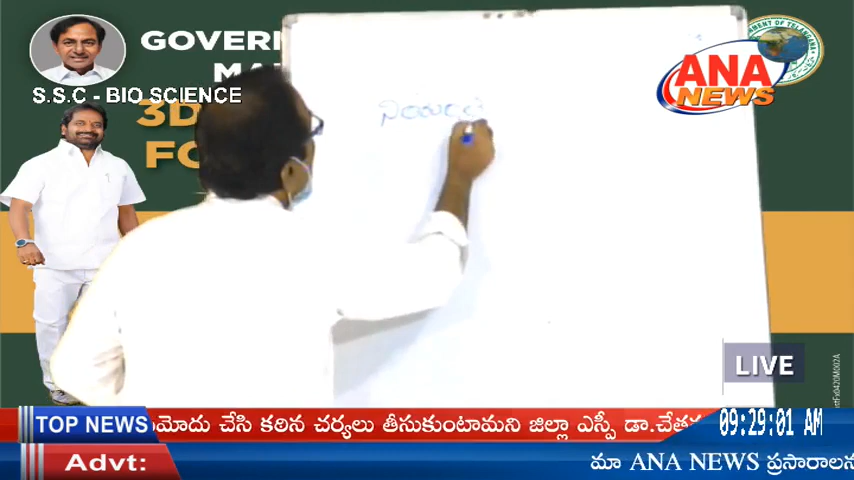 GOVERN
MA
S.S.C - BIO SCIENCE
3D
FO
నియంత్ర
ANA
NEWS
LIVE
TOP NEWS
మోదు చేసి కఠిన చర్యలు తీసుకుంటామని జిల్లా ఎస్పీ డా.చేత
09:29:01 AM
Advt:
మా ANA NEWS ప్రసారాలను